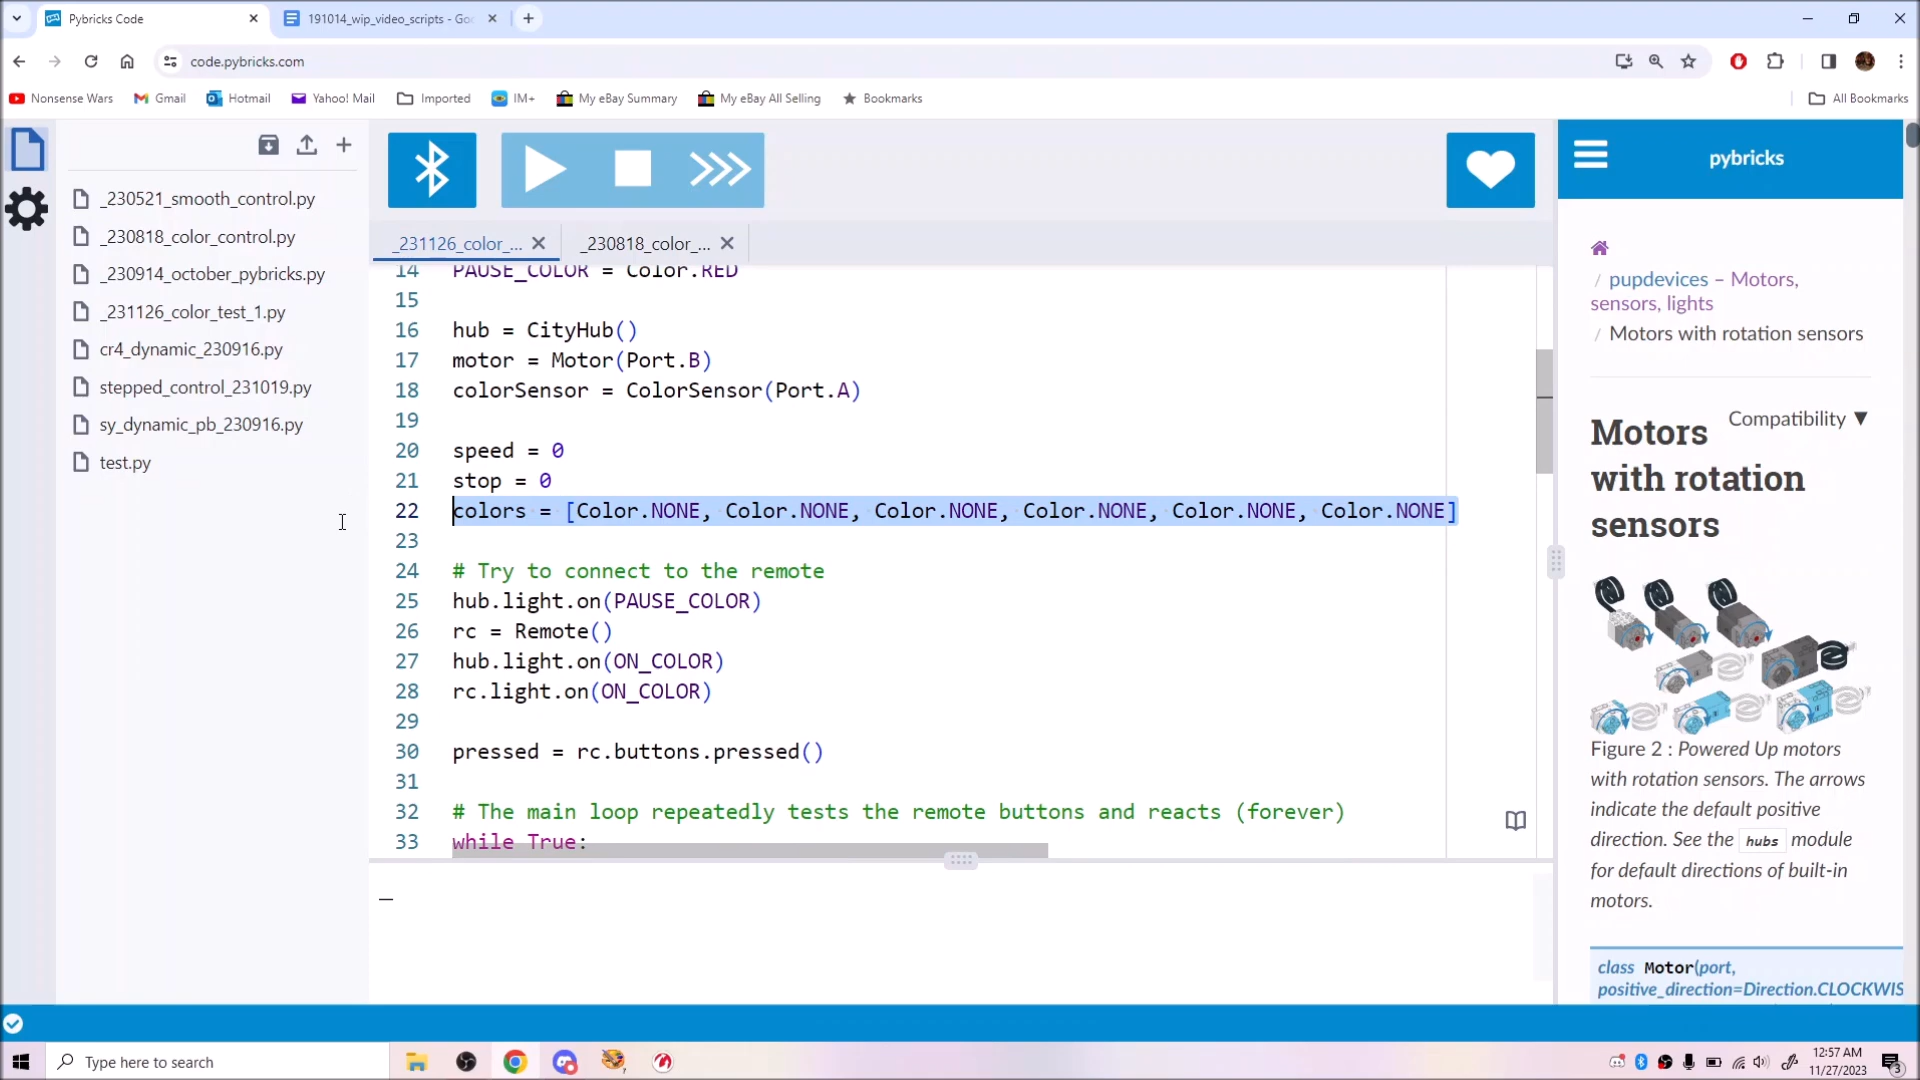 Pybricks Code
191014_wip_video_scripts - Goo
code.pybricks.com
Nonsense Wars
Gmail
Hotmail
Yahoo! Mail
Imported
IM+
My eBay Summary
My eBay All Selling
Bookmarks
All Bookmarks
_230521_smooth_control.py
_230818_color_control.py
_230914_october_pybricks.py
_231126_color_test_1.py
cr4_dynamic_230916.py
stepped_control_231019.py
sy_dynamic_pb_230916.py
test.py
_231126_color_...
_230818_color_...
14 PAUSE_COLOR = Color.RED
15
16 hub = CityHub()
17 motor = Motor(Port.B)
18 colorSensor = ColorSensor(Port.A)
19
20 speed = 0
21 stop = 0
22 colors = [Color.NONE, Color.NONE, Color.NONE, Color.NONE, Color.NONE, Color.NONE]
23
24 # Try to connect to the remote
25 hub.light.on(PAUSE_COLOR)
26 rc = Remote()
27 hub.light.on(ON_COLOR)
28 rc.light.on(ON_COLOR)
29
30 pressed = rc.buttons.pressed()
31
32 # The main loop repeatedly tests the remote buttons and reacts (forever)
33 while True:
pybricks
/ pupdevices – Motors,
sensors, lights
/ Motors with rotation sensors
Compatibility ▼
Motors
with rotation
sensors
Figure 2 : Powered Up motors
with rotation sensors. The arrows
indicate the default positive
direction. See the hubs module
for default directions of built-in
motors.
class Motor(port,
positive_direction=Direction.CLOCKWIS
Type here to search
12:57 AM
11/27/2023
3